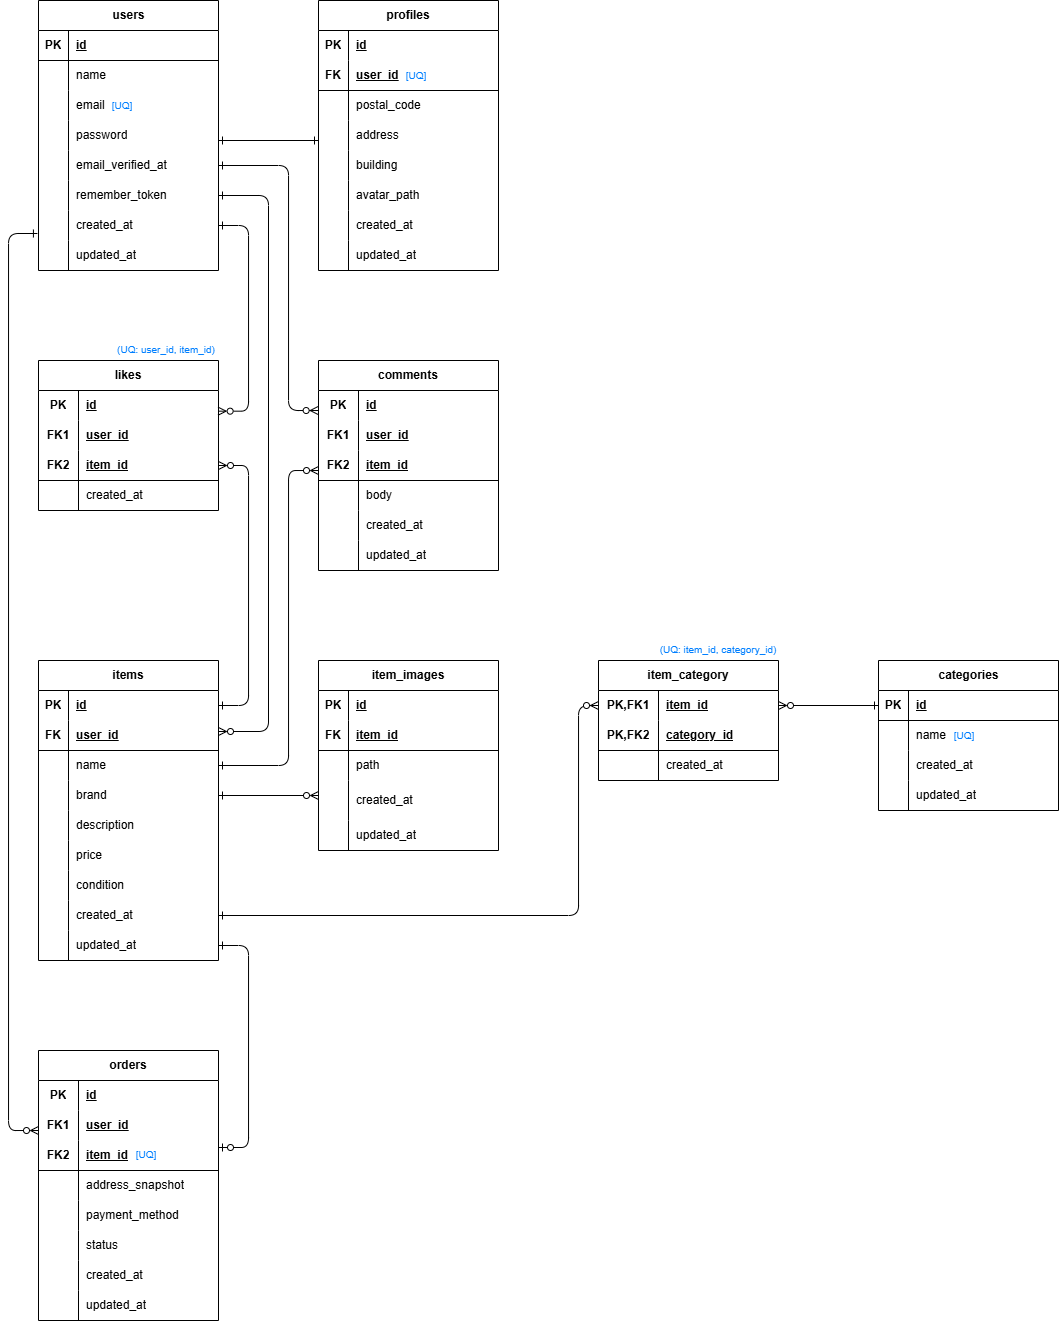 users
PK id
name
email [UQ]
password
email_verified_at
remember_token
created_at
updated_at
profiles
PK id
FK user_id [UQ]
postal_code
address
building
avatar_path
created_at
updated_at
(UQ: user_id, item_id)
likes
PK id
FK1 user_id
FK2 item_id
created_at
comments
PK id
FK1 user_id
FK2 item_id
body
created_at
updated_at
items
PK id
FK user_id
name
brand
description
price
condition
created_at
updated_at
item_images
PK id
FK item_id
path
created_at
updated_at
(UQ: item_id, category_id)
item_category
PK,FK1 item_id
PK,FK2 category_id
created_at
categories
PK id
name [UQ]
created_at
updated_at
orders
PK id
FK1 user_id
FK2 item_id [UQ]
address_snapshot
payment_method
status
created_at
updated_at